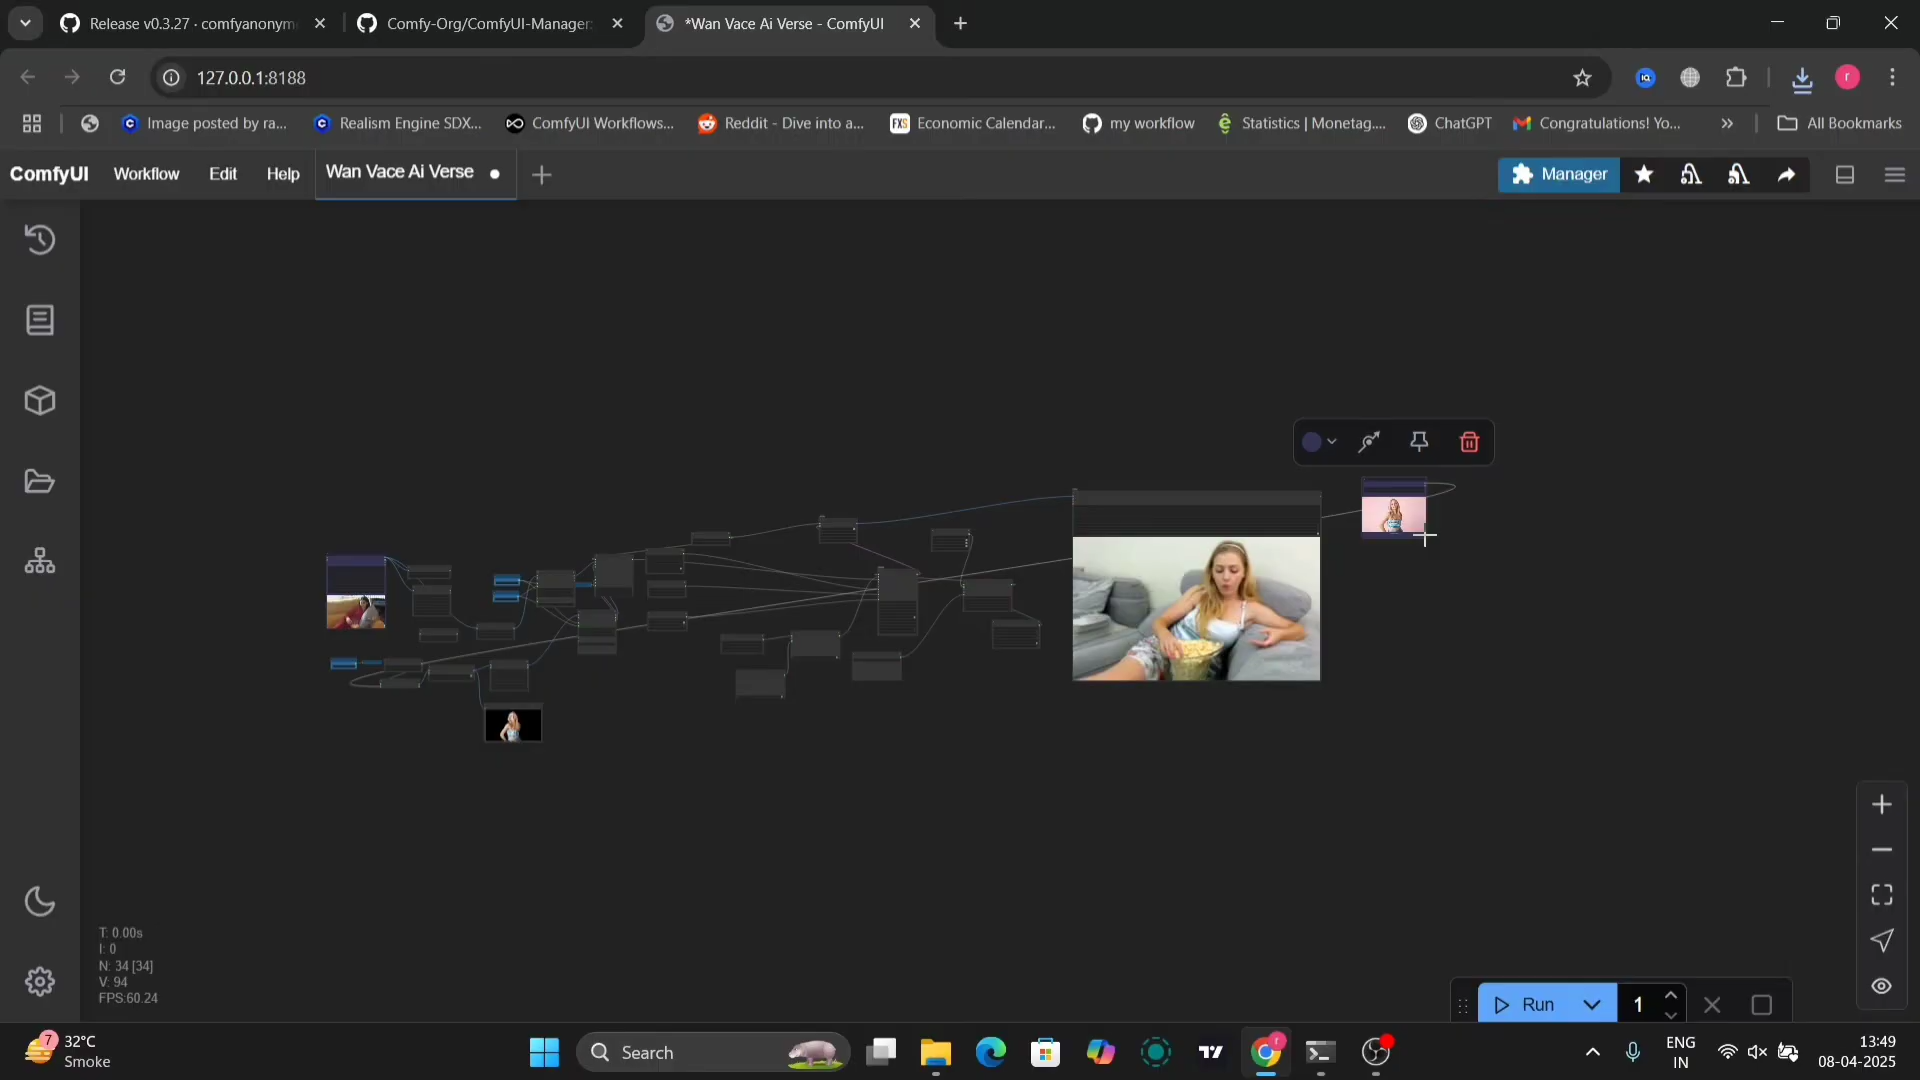 Release v0.3.27 · comfyanonym
Comfy-Org/ComfyUI-Manager:
*Wan Vace Ai Verse - ComfyUI
127.0.0.1:8188
Image posted by ra...
Realism Engine SDX...
ComfyUI Workflows...
Reddit - Dive into a...
FXS
Economic Calendar...
my workflow
Statistics | Monetag....
ChatGPT
Congratulations! Yo...
All Bookmarks
ComfyUI
Workflow
Edit
Help
Wan Vace Ai Verse
Manager
T: 0.00s
I: 0
N: 34 [34]
V: 94
FPS:60.24
Run
1
7
32°C
Smoke
Search
ENG
IN
13:49
08-04-2025